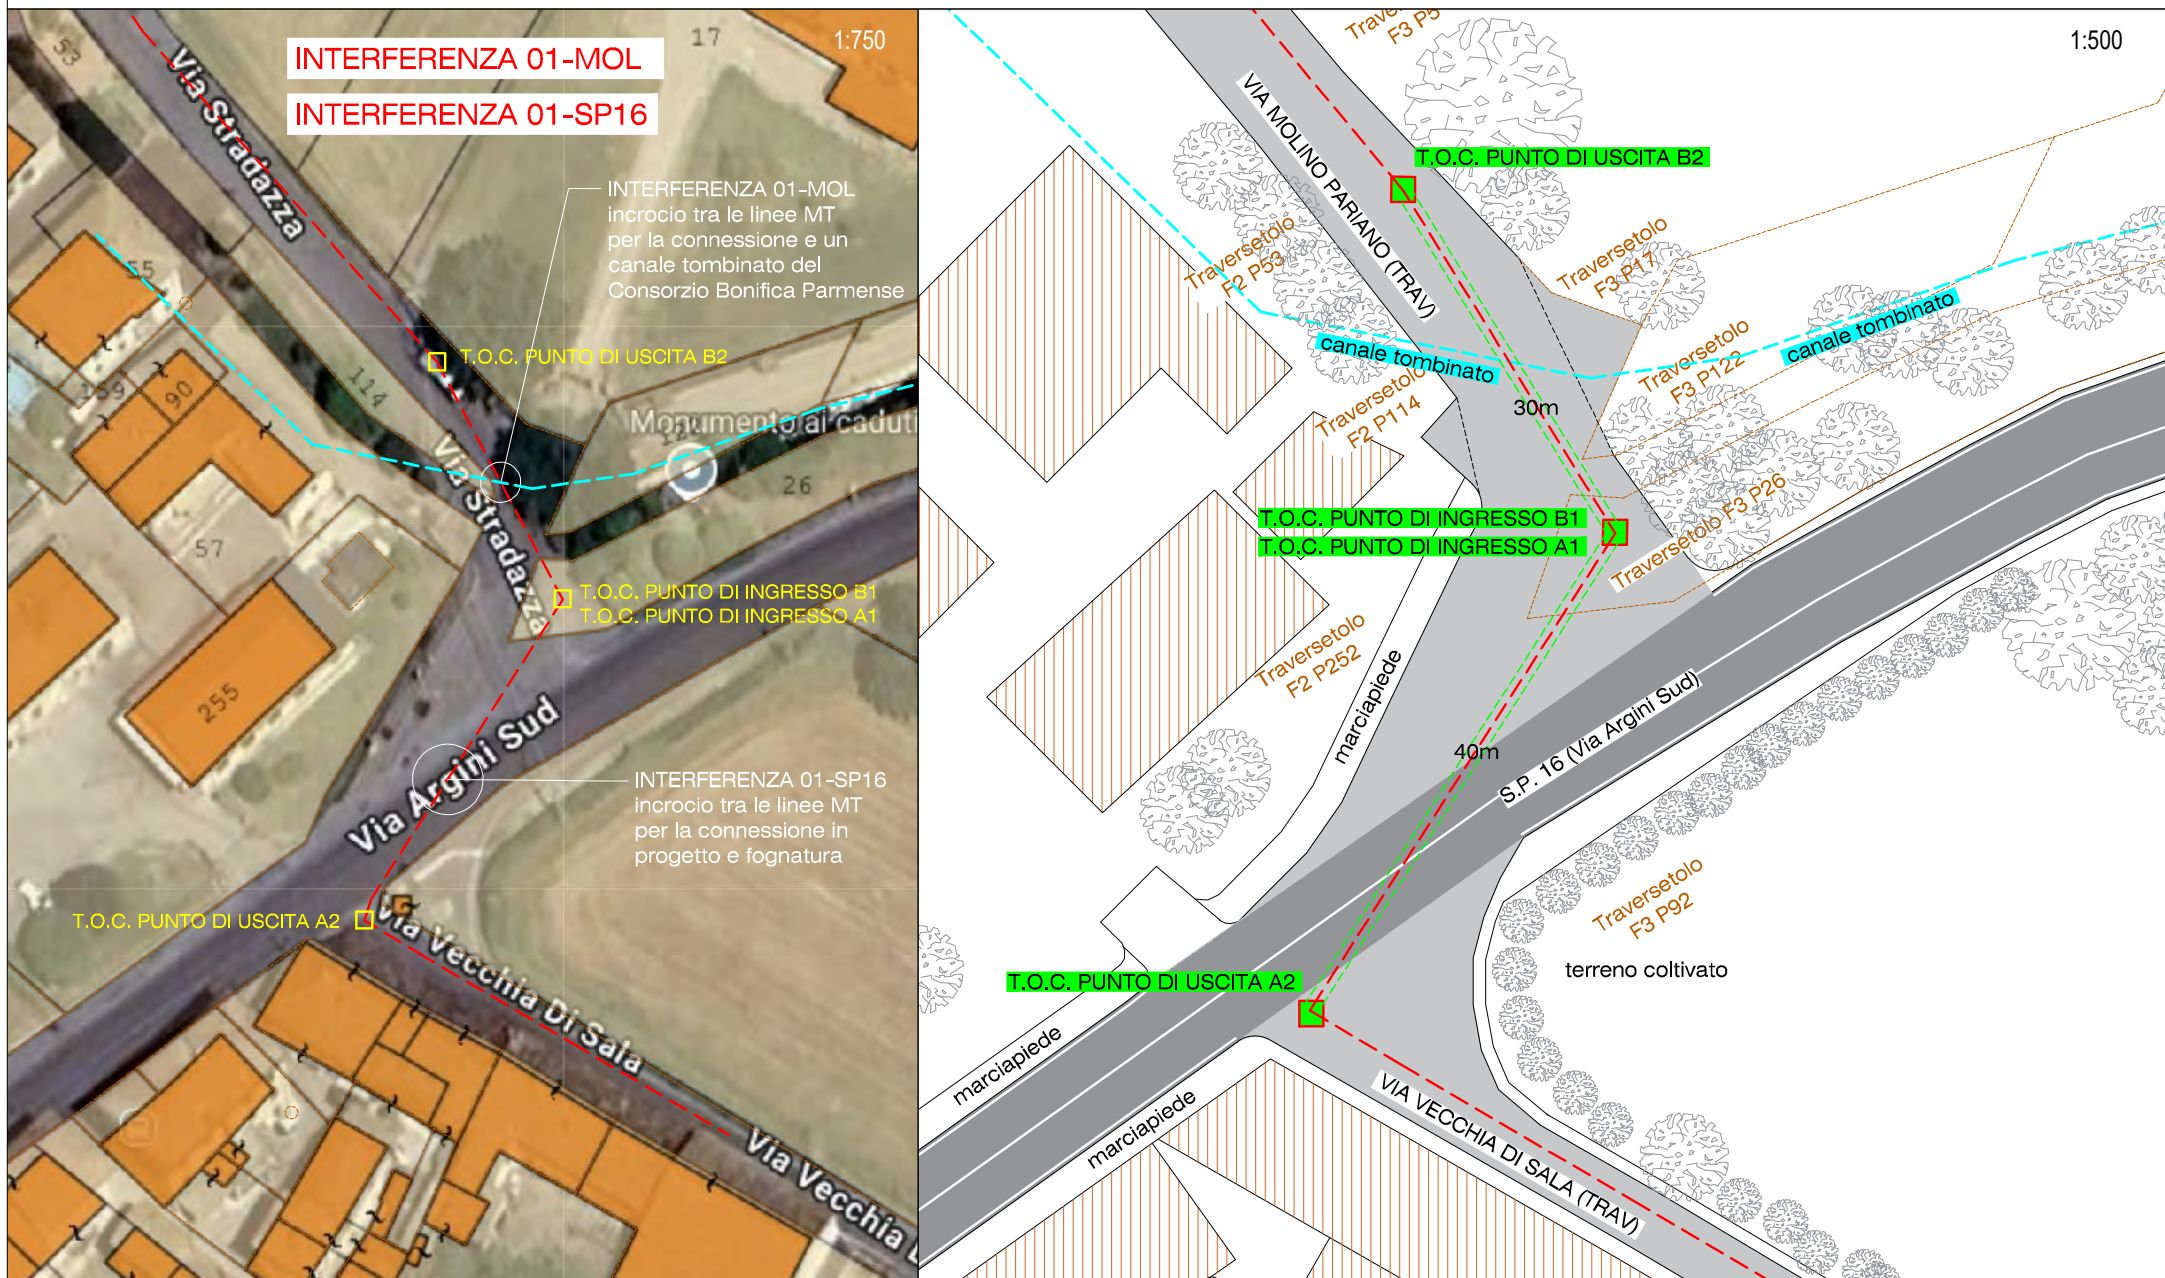 INTERFERENZA 01-MOL
INTERFERENZA 01-SP16
1:750
53
17
Via Stradazza
INTERFERENZA 01-MOL
incrocio tra le linee MT
per la connessione e un
canale tombinato del
Consorzio Bonifica Parmense
55
T.O.C. PUNTO DI USCITA B2
114
90
Monumento ai caduti
Via Stradazza
26
57
T.O.C. PUNTO DI INGRESSO B1
T.O.C. PUNTO DI INGRESSO A1
255
Via Argini Sud
INTERFERENZA 01-SP16
incrocio tra le linee MT
per la connessione in
progetto e fognatura
T.O.C. PUNTO DI USCITA A2
Via Vecchia Di Sala
Via Vecchia
1:500
F3
VIA MOLINO PARIANO (TRAV)
T.O.C. PUNTO DI USCITA B2
Traversetolo
F2 P53
Traversetolo
F3 P17
canale tombinato
canale tombinato
Traversetolo
F3 P122
30m
Traversetolo
F2 P114
T.O.C. PUNTO DI INGRESSO B1
T.O.C. PUNTO DI INGRESSO A1
Traversetolo F3 P26
Traversetolo
F2 P252
marciapiede
40m
S.P. 16 (Via Argini Sud)
Traversetolo
F3 P92
terreno coltivato
T.O.C. PUNTO DI USCITA A2
marciapiede
marciapiede
VIA VECCHIA DI SALA (TRAV)